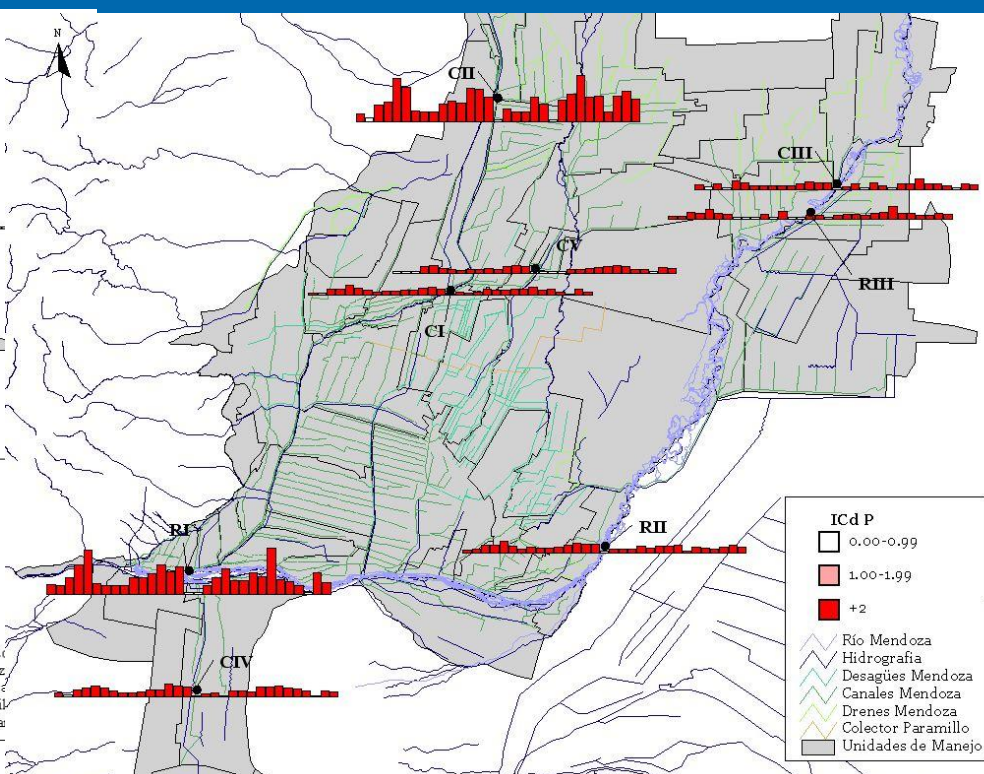 N
CII
CIII
CV
RIII
CI
RII
RI
CIV
ICd P
0.00-0.99
1.00-1.99
+2
Río Mendoza
Hidrografia
Desagües Mendoza
Canales Mendoza
Drenes Mendoza
Colector Paramillo
Unidades de Manejo